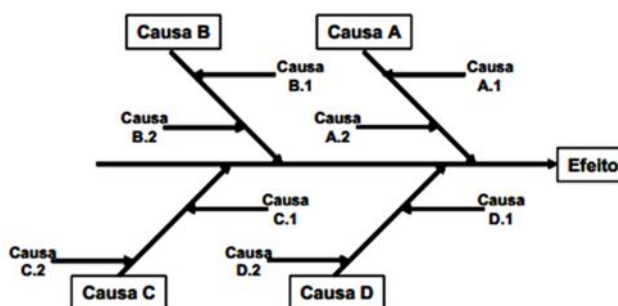 Causa B
Causa A
Causa
B.1
Causa
A.1
Causa
B.2
Causa
A.2
Efeito
Causa
C.1
Causa
D.1
Causa
C.2
Causa
D.2
Causa C
Causa D